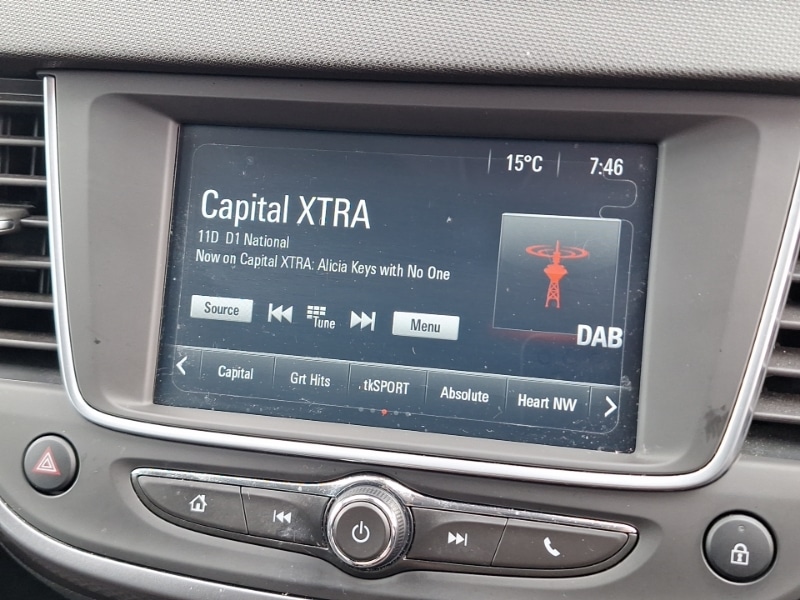 15°C 7:46
Capital XTRA
11D D1 National
Now on Capital XTRA: Alicia Keys with No One
Source Tune Menu
DAB
Capital Grt Hits tkSPORT Absolute Heart NW